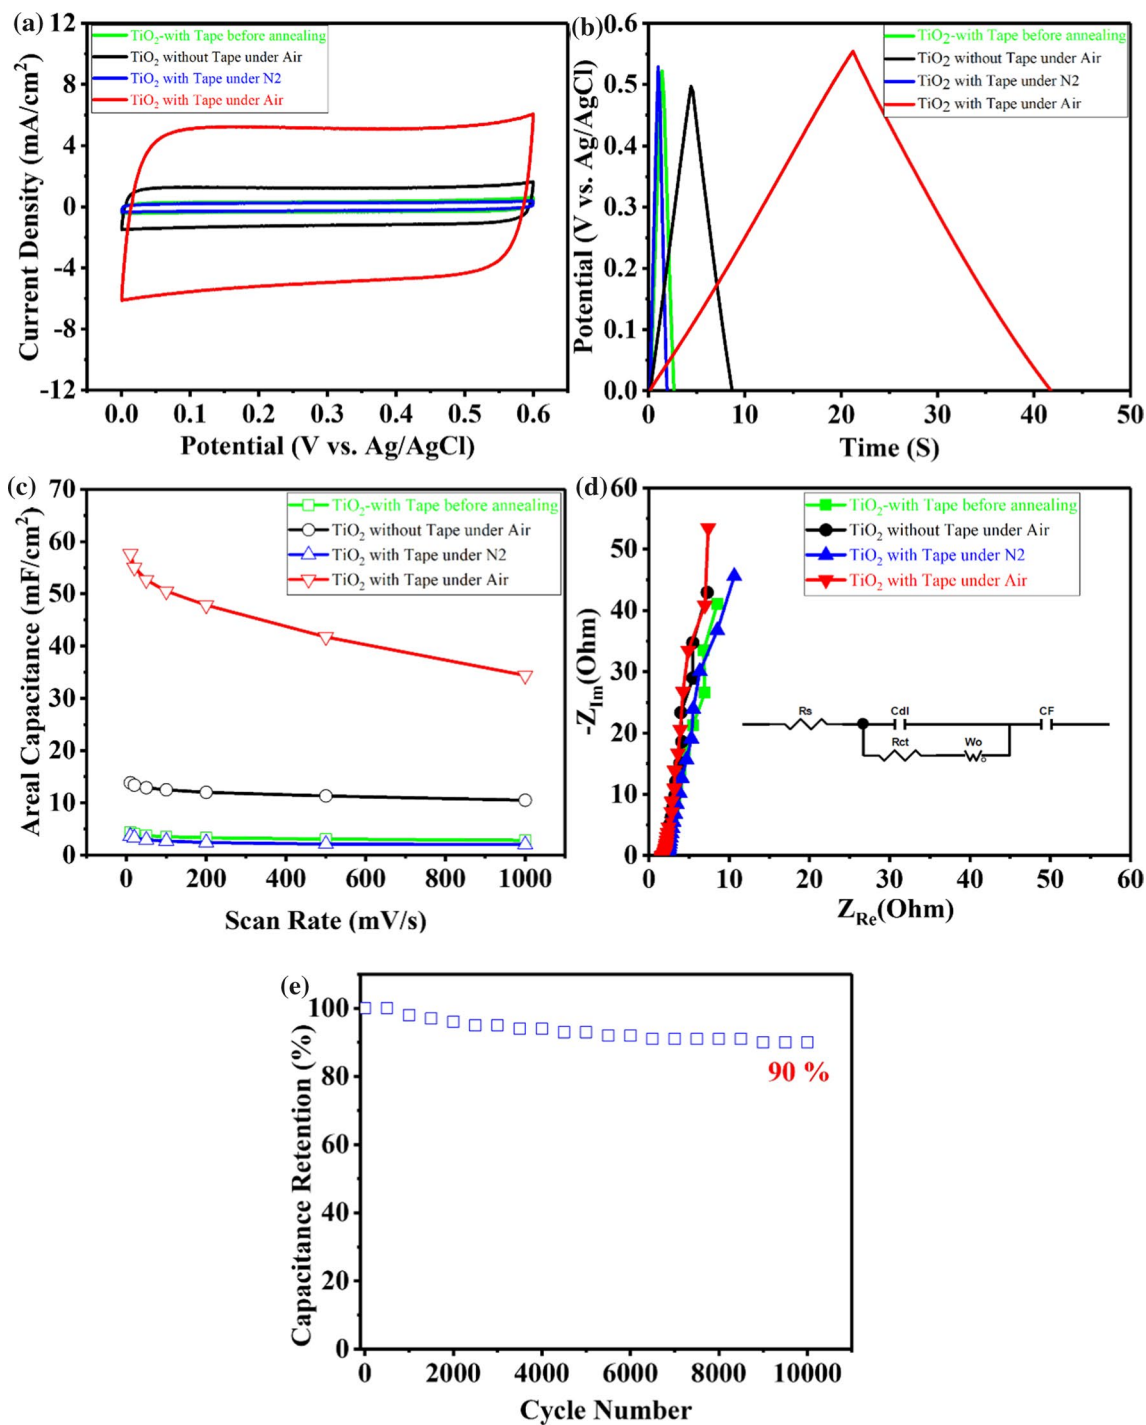 (a)
12
8
4
0
-4
-8
-12
Current Density (mA/cm²)
TiO₂-with Tape before annealing
TiO₂ without Tape under Air
TiO₂ with Tape under N2
TiO₂ with Tape under Air
0.0 0.1 0.2 0.3 0.4 0.5 0.6
Potential (V vs. Ag/AgCl)
(b)
0.6
0.5
0.4
0.3
0.2
0.1
0.0
Potential (V vs. Ag/AgCl)
TiO₂-with Tape before annealing
TiO₂ without Tape under Air
TiO₂ with Tape under N2
TiO₂ with Tape under Air
0 10 20 30 40 50
Time (S)
(c)
70
60
50
40
30
20
10
0
Areal Capacitance (mF/cm²)
TiO₂-with Tape before annealing
TiO₂ without Tape under Air
TiO₂ with Tape under N2
TiO₂ with Tape under Air
0 200 400 600 800 1000
Scan Rate (mV/s)
(d)
60
50
40
30
20
10
0
-Z_Im(Ohm)
TiO₂-with Tape before annealing
TiO₂ without Tape under Air
TiO₂ with Tape under N2
TiO₂ with Tape under Air
Rs Cdl CF
Rct Wo
0 10 20 30 40 50 60
Z_Re(Ohm)
(e)
100
80
60
40
20
0
Capacitance Retention (%)
90 %
0 2000 4000 6000 8000 10000
Cycle Number